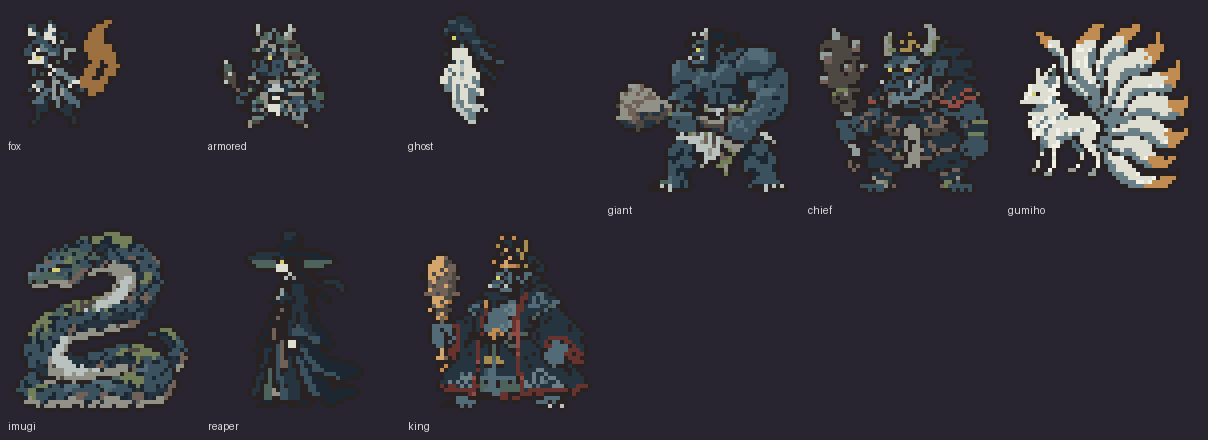 fox
armored
ghost
giant
chief
gumiho
imugi
reaper
king